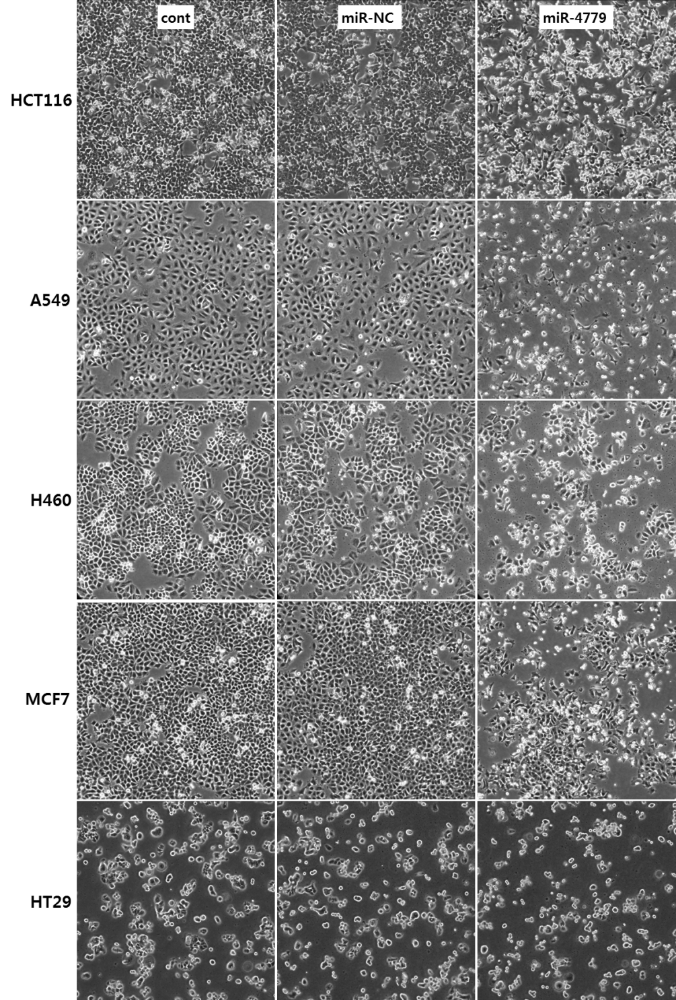 cont
miR-NC
miR-4779
HCT116
A549
H460
MCF7
HT29